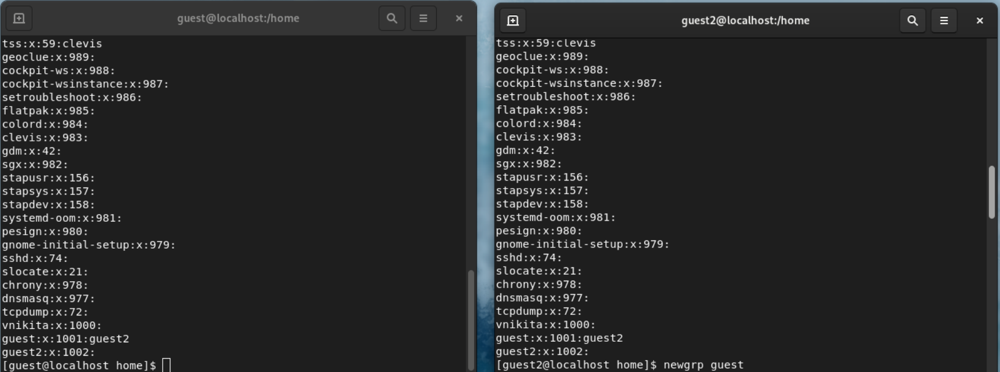 guest@localhost:/home
tss:x:59:clevis
geoclue:x:989:
cockpit-ws:x:988:
cockpit-wsinstance:x:987:
setroubleshoot:x:986:
flatpak:x:985:
colord:x:984:
clevis:x:983:
gdm:x:42:
sgx:x:982:
stapusr:x:156:
stapsys:x:157:
stapdev:x:158:
systemd-oom:x:981:
pesign:x:980:
gnome-initial-setup:x:979:
sshd:x:74:
slocate:x:21:
chrony:x:978:
dnsmasq:x:977:
tcpdump:x:72:
vnikita:x:1000:
guest:x:1001:guest2
guest2:x:1002:
[guest@localhost home]$
guest2@localhost:/home
tss:x:59:clevis
geoclue:x:989:
cockpit-ws:x:988:
cockpit-wsinstance:x:987:
setroubleshoot:x:986:
flatpak:x:985:
colord:x:984:
clevis:x:983:
gdm:x:42:
sgx:x:982:
stapusr:x:156:
stapsys:x:157:
stapdev:x:158:
systemd-oom:x:981:
pesign:x:980:
gnome-initial-setup:x:979:
sshd:x:74:
slocate:x:21:
chrony:x:978:
dnsmasq:x:977:
tcpdump:x:72:
vnikita:x:1000:
guest:x:1001:guest2
guest2:x:1002:
[guest2@localhost home]$ newgrp guest